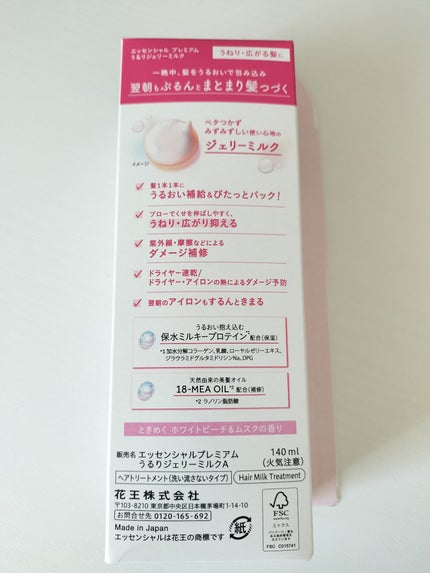 エッセンシャル プレミアム
うるりジェリーミルク
うねり・広がる髪に
一晩中、髪をうるおいで包み込み
翌朝もぷるんとまとまり髪つづく
ベタつかず
みずみずしい使い心地の
ジェリーミルク
イメージ
髪1本1本に
うるおい補給&ぴたっとパック!
ブローでくせを伸ばしやすく、
うねり・広がり抑える
紫外線・摩擦などによる
ダメージ補修
ドライヤー速乾/
ドライヤー・アイロンの熱によるダメージ予防
翌朝のアイロンもするんときまる
うるおい抱え込む
保水ミルキープロテイン*1配合(保湿)
*1 加水分解コラーゲン、乳酸、ローヤルゼリーエキス、
ジラウラミドグルタミドリシンNa、DPG
天然由来の美髪オイル
18-MEA OIL*2 配合(補修)
*2 ラノリン脂肪酸
ときめく ホワイトピーチ&ムスクの香り
販売名 エッセンシャルプレミアム
うるりジェリーミルクA
140 ml
(火気注意)
ヘアトリートメント(洗い流さないタイプ)
Hair Milk Treatment
花王株式会社
〒103-8210 東京都中央区日本橋茅場町1-14-10
お問合せ先 0120-165-692
Made in Japan
エッセンシャルは花王の商標です
紙
FSC
ミックス
FSC C015741